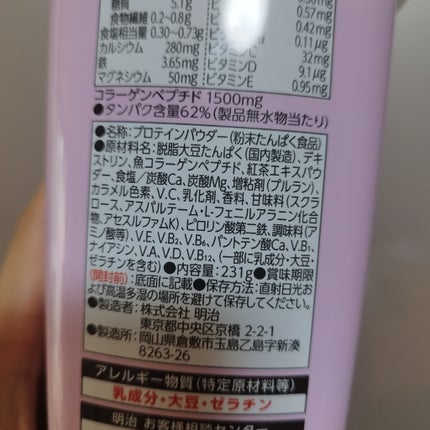 糖質 5.1g
食物繊維 0.2~0.8g
食塩相当量 0.30~0.73g
カルシウム 280mg
鉄 3.65mg
マグネシウム 50mg
0.57mg
0.42mg
0.11μg
32mg
ビタミンD 9.1μg
ビタミンE 0.95mg
コラーゲンペプチド 1500mg
●タンパク含量62%(製品無水物当たり)
●名称:プロテインパウダー(粉末たんぱく食品)
●原材料名:脱脂大豆たんぱく(国内製造)、デキ
ストリン、魚コラーゲンペプチド、紅茶エキスパウ
ダー、食塩/炭酸Ca、炭酸Mg、増粘剤(プルラン)、
カラメル色素、V.C、乳化剤、香料、甘味料(スクラ
ロース、アスパルテーム・L-フェニルアラニン化合
物、アセスルファムK)、ピロリン酸第二鉄、調味料(ア
ミノ酸等)、V.E、V.B₂、V.B₆、パントテン酸Ca、V.B₁、
ナイアシン、V.A、V.D、V.B₁₂、(一部に乳成分・大豆・
ゼラチンを含む)●内容量:231g●賞味期限
(開封前):底面に記載●保存方法:直射日光お
よび高温多湿の場所を避けて保存してください。
●製造者:株式会社 明治
東京都中央区京橋 2-2-1
●製造所:岡山県倉敷市玉島乙島字新湊
8263-26
アレルギー物質(特定原材料等)
乳成分・大豆・ゼラチン
明治 お客様相談センター